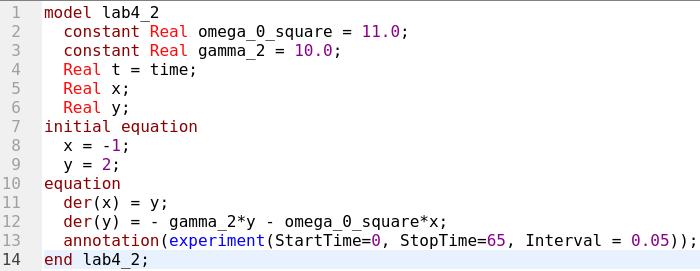 1 model lab4_2
2   constant Real omega_0_square = 11.0;
3   constant Real gamma_2 = 10.0;
4   Real t = time;
5   Real x;
6   Real y;
7 initial equation
8   x = -1;
9   y = 2;
10 equation
11   der(x) = y;
12   der(y) = - gamma_2*y - omega_0_square*x;
13   annotation(experiment(StartTime=0, StopTime=65, Interval = 0.05));
14 end lab4_2;